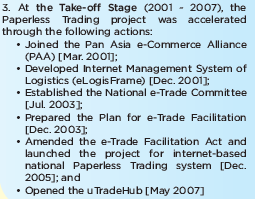 3. At the Take-off Stage (2001 - 2007), the
Paperless Trading project was accelerated
through the following actions:
• Joined the Pan Asia e-Commerce Alliance
(PAA) [Mar. 2001];
• Developed Internet Management System of
Logistics (eLogisFrame) [Dec. 2001];
• Established the National e-Trade Committee
[Jul. 2003];
• Prepared the Plan for e-Trade Facilitation
[Dec. 2003];
• Amended the e-Trade Facilitation Act and
launched the project for internet-based
national Paperless Trading system [Dec.
2005]; and
• Opened the uTradeHub [May 2007]